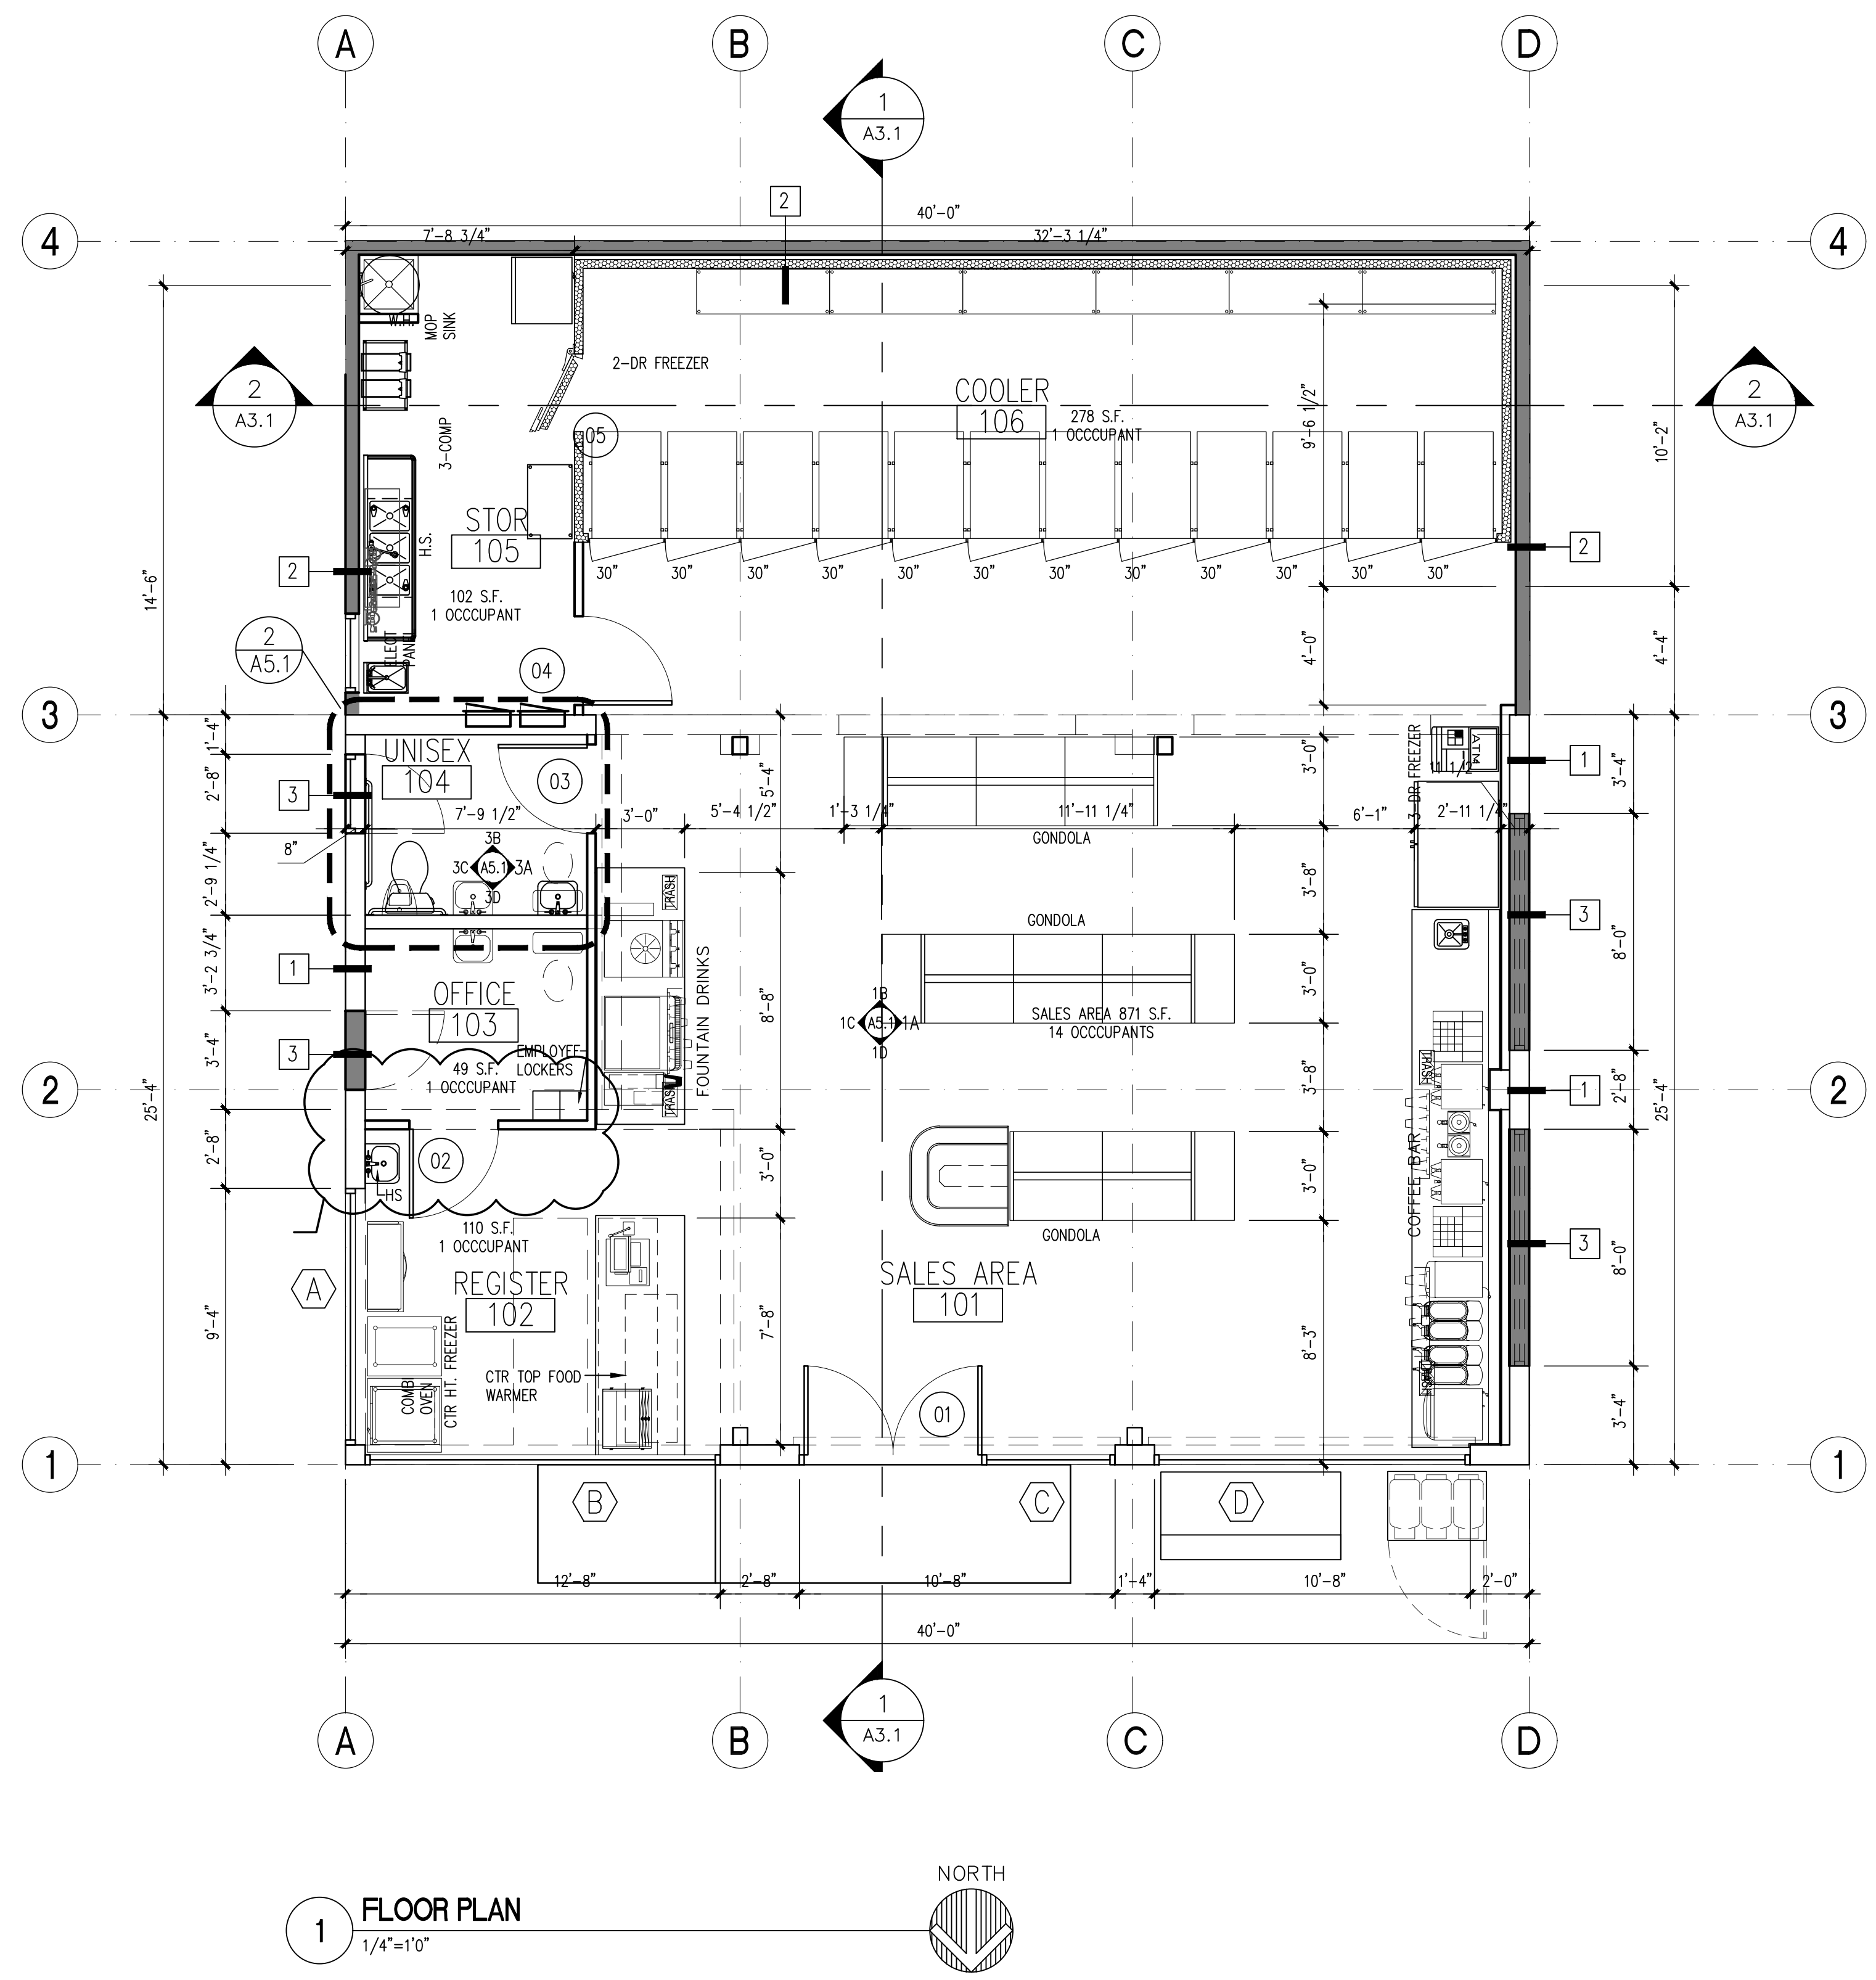 A
B
C
D
1
A3.1
2
40'-0"
4
7'-8 3/4"
32'-3 1/4"
4
W.H.
MOP
SINK
2-DR FREEZER
2
A3.1
COOLER
106
278 S.F.
1 OCCCUPANT
9'-6 1/2"
2
A3.1
3-COMP
05
10'-2"
STOR
105
H.S.
30"
30"
30"
30"
30"
30"
30"
30"
30"
30"
30"
30"
2
2
14'-6"
102 S.F.
1 OCCCUPANT
2
A5.1
ELECT
PANE
04
4'-0"
4'-4"
3
3
1'-4"
UNISEX
104
03
5'-4"
3'-0"
3-DR FREEZER
ATM
11 1/2"
1
3'-4"
2'-8"
3
7'-9 1/2"
3'-0"
5'-4 1/2"
1'-3 1/4"
11'-11 1/4"
6'-1"
2'-11 1/4"
8"
GONDOLA
2'-9 1/4"
3B
3C
A5.1
3A
3D
TRASH
3'-8"
3
GONDOLA
8'-0"
3'-2 3/4"
1
FOUNTAIN DRINKS
3'-0"
OFFICE
103
8'-8"
1B
1C
A5.1
1A
1D
SALES AREA 871 S.F.
14 OCCCUPANTS
3'-4"
3
EMPLOYEE
LOCKERS
49 S.F.
1 OCCCUPANT
TRASH
3'-8"
TRASH
2
1
2
25'-4"
2'-8"
25'-4"
2'-8"
02
HS
3'-0"
3'-0"
COFFEE BAR
110 S.F.
1 OCCCUPANT
GONDOLA
3
8'-0"
A
REGISTER
102
SALES AREA
101
9'-4"
7'-8"
8'-3"
CTR HT. FREEZER
COMBI
OVEN
CTR TOP FOOD
WARMER
01
TRASH
3'-4"
1
1
B
C
D
12'-8"
2'-8"
10'-8"
1'-4"
10'-8"
2'-0"
40'-0"
A
B
1
A3.1
C
D
NORTH
1
FLOOR PLAN
1/4"=1'0"